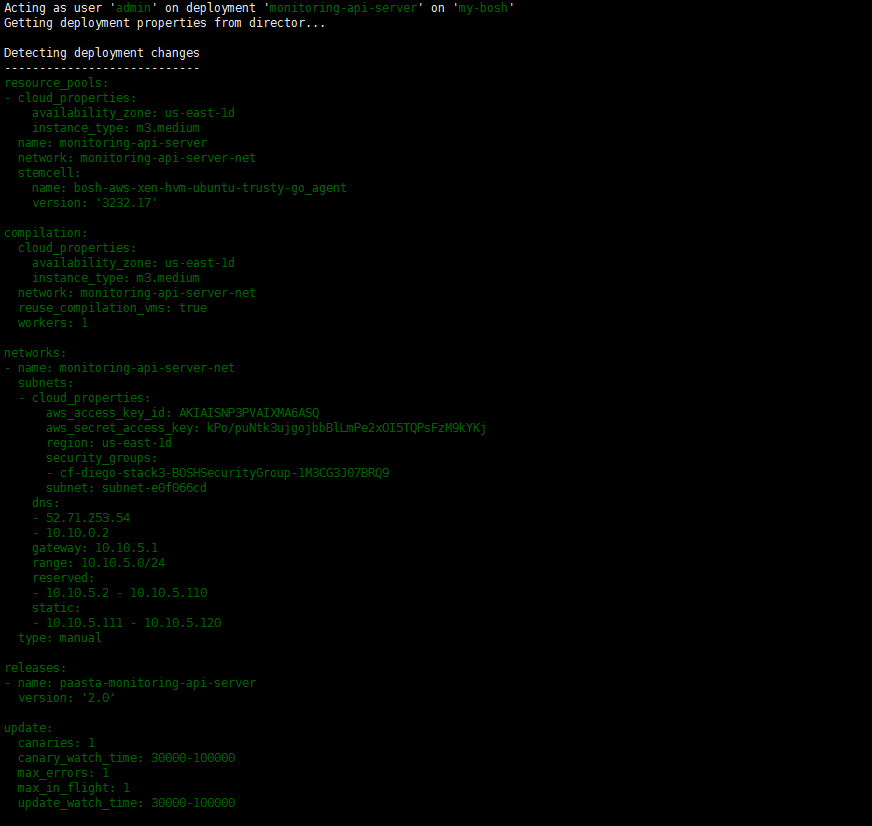 Acting as user 'admin' on deployment 'monitoring-api-server' on 'my-bosh'
Getting deployment properties from director...
Detecting deployment changes
----------------------------
resource_pools:
- cloud_properties:
    availability_zone: us-east-1d
    instance_type: m3.medium
  name: monitoring-api-server
  network: monitoring-api-server-net
  stemcell:
    name: bosh-aws-xen-hvm-ubuntu-trusty-go_agent
    version: '3232.17'
compilation:
  cloud_properties:
    availability_zone: us-east-1d
    instance_type: m3.medium
  network: monitoring-api-server-net
  reuse_compilation_vms: true
  workers: 1
networks:
- name: monitoring-api-server-net
  subnets:
  - cloud_properties:
      aws_access_key_id: AKIAISNP3PVAIXMA6ASQ
      aws_secret_access_key: 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
      region: us-east-1d
      security_groups:
      - cf-diego-stack3-BOSHSecurityGroup-1M3CG3J07BRQ9
      subnet: subnet-e0f066cd
    dns:
    - 52.71.253.54
    - 10.10.0.2
    gateway: 10.10.5.1
    range: 10.10.5.0/24
    reserved:
    - 10.10.5.2 - 10.10.5.110
    static:
    - 10.10.5.111 - 10.10.5.120
  type: manual
releases:
- name: paasta-monitoring-api-server
  version: '2.0'
update:
  canaries: 1
  canary_watch_time: 30000-100000
  max_errors: 1
  max_in_flight: 1
  update_watch_time: 30000-100000